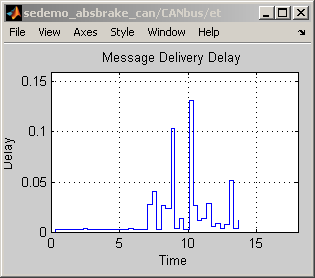 sedemo_absbrake_can/CANbus/et
File View Axes Style Window Help
Message Delivery Delay
0.15
0.1
0.05
0
Delay
0 5 10 15
Time